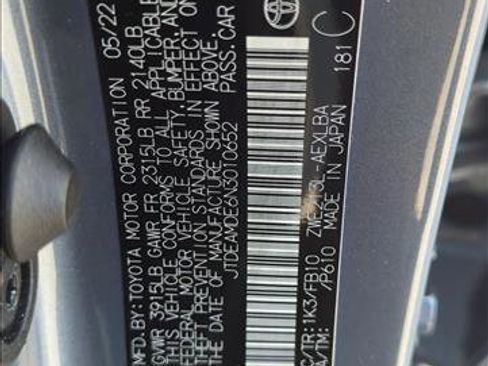 MFD.BY:TOYOTA MOTOR CORPORATION 05/22
GVWR 3915LB GAWR FR 2315LB RR 2140LB
THIS VEHICLE CONFORMS TO ALL APPLICABLE
FEDERAL MOTOR VEHICLE SAFETY, BUMPER, AND
THEFT PREVENTION STANDARDS IN EFFECT ON
THE DATE OF MANUFACTURE SHOWN ABOVE.
JTDEAMDE6N3010652 PASS.CAR
C/TR:1K3/FB10 ZWE213L-AEXLBA
A/TM: /P610 MADE IN JAPAN 181 C